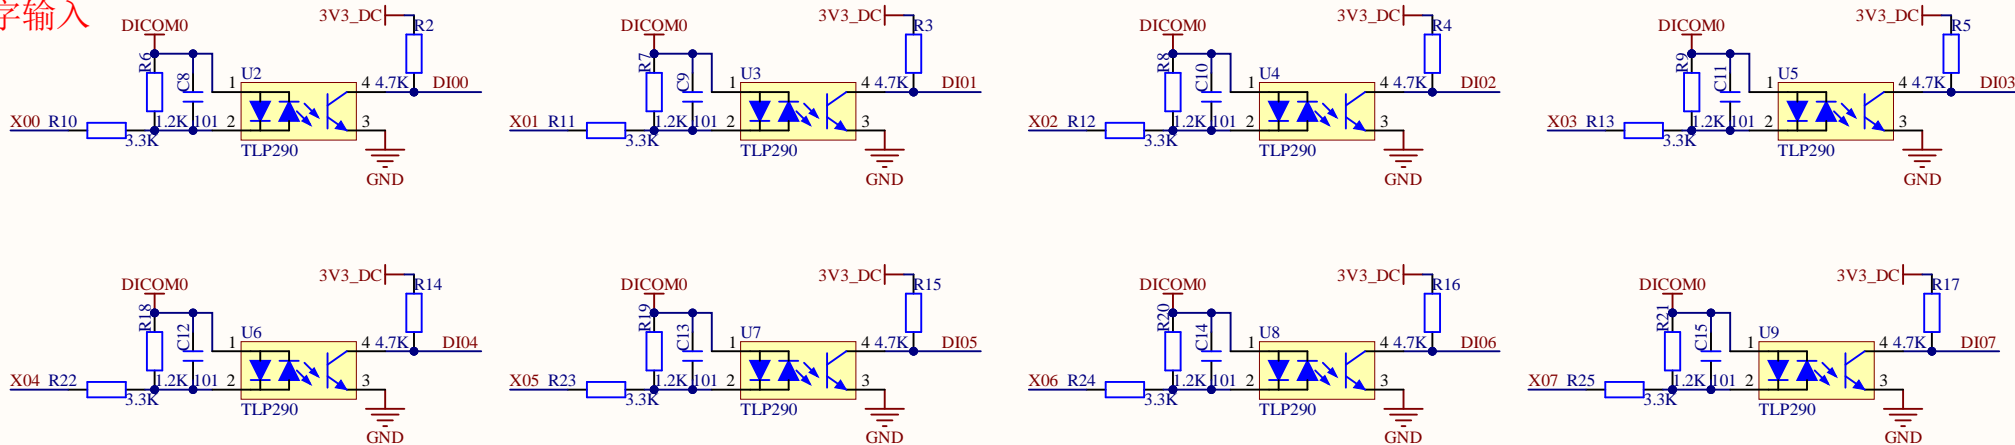 字输入
DICOM0
3V3_DC
R2
R6
C8
U2
1
4
4.7K
DI00
X00
R10
3.3K
1.2K
101
2
3
TLP290
GND
DICOM0
3V3_DC
R3
R7
C9
U3
1
4
4.7K
DI01
X01
R11
3.3K
1.2K
101
2
3
TLP290
GND
DICOM0
3V3_DC
R4
R8
C10
U4
1
4
4.7K
DI02
X02
R12
3.3K
1.2K
101
2
3
TLP290
GND
DICOM0
3V3_DC
R5
R9
C11
U5
1
4
4.7K
DI03
X03
R13
3.3K
1.2K
101
2
3
TLP290
GND
DICOM0
3V3_DC
R14
R18
C12
U6
1
4
4.7K
DI04
X04
R22
3.3K
1.2K
101
2
3
TLP290
GND
DICOM0
3V3_DC
R15
R19
C13
U7
1
4
4.7K
DI05
X05
R23
3.3K
1.2K
101
2
3
TLP290
GND
DICOM0
3V3_DC
R16
R20
C14
U8
1
4
4.7K
DI06
X06
R24
3.3K
1.2K
101
2
3
TLP290
GND
DICOM0
3V3_DC
R17
R21
C15
U9
1
4
4.7K
DI07
X07
R25
3.3K
1.2K
101
2
3
TLP290
GND